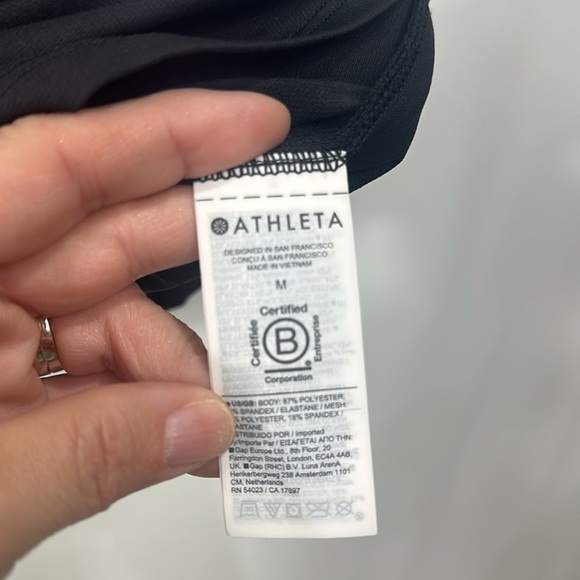 ATHLETA
DESIGNED IN SAN FRANCISCO
CONÇU À SAN FRANCISCO
MADE IN VIETNAM
M
Certified
Certifiée
B
Entreprise
Corporation
US/GB: BODY: 87% POLYESTER,
% SPANDEX / ELASTANE / MESH:
% POLYESTER, 18% SPANDEX /
ASTANE
STRIBUIDO POR / Imported
by/Importé Par / ΕΙΣΑΓΕΤΑΙ ΑΠΟ ΤΗΝ:
Gap Europe Ltd., 8th Floor, 20
Farringdon Street, London, EC4A 4AB,
UK Gap (RHC) B.V. Luna ArenA
Herikerbergweg 238 Amsterdam 1101
CM, Netherlands
RN 54023 / CA 17897